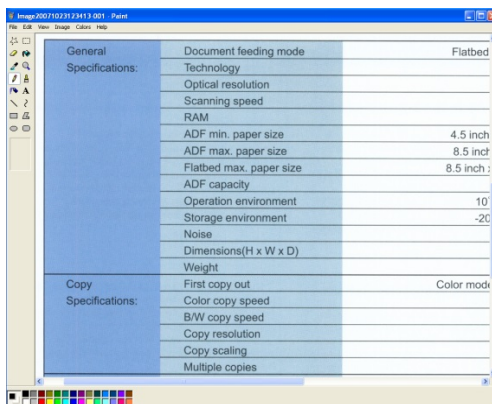 Image20071023123413-001 - Paint
File Edit View Image Colors Help
General Document feeding mode Flatbed
Specifications: Technology
Optical resolution
Scanning speed
RAM
ADF min. paper size 4.5 inch
ADF max. paper size 8.5 inch
Flatbed max. paper size 8.5 inch
ADF capacity
Operation environment 10
Storage environment -20
Noise
Dimensions(H x W x D)
Weight
Copy First copy out Color mode
Specifications: Color copy speed
B/W copy speed
Copy resolution
Copy scaling
Multiple copies